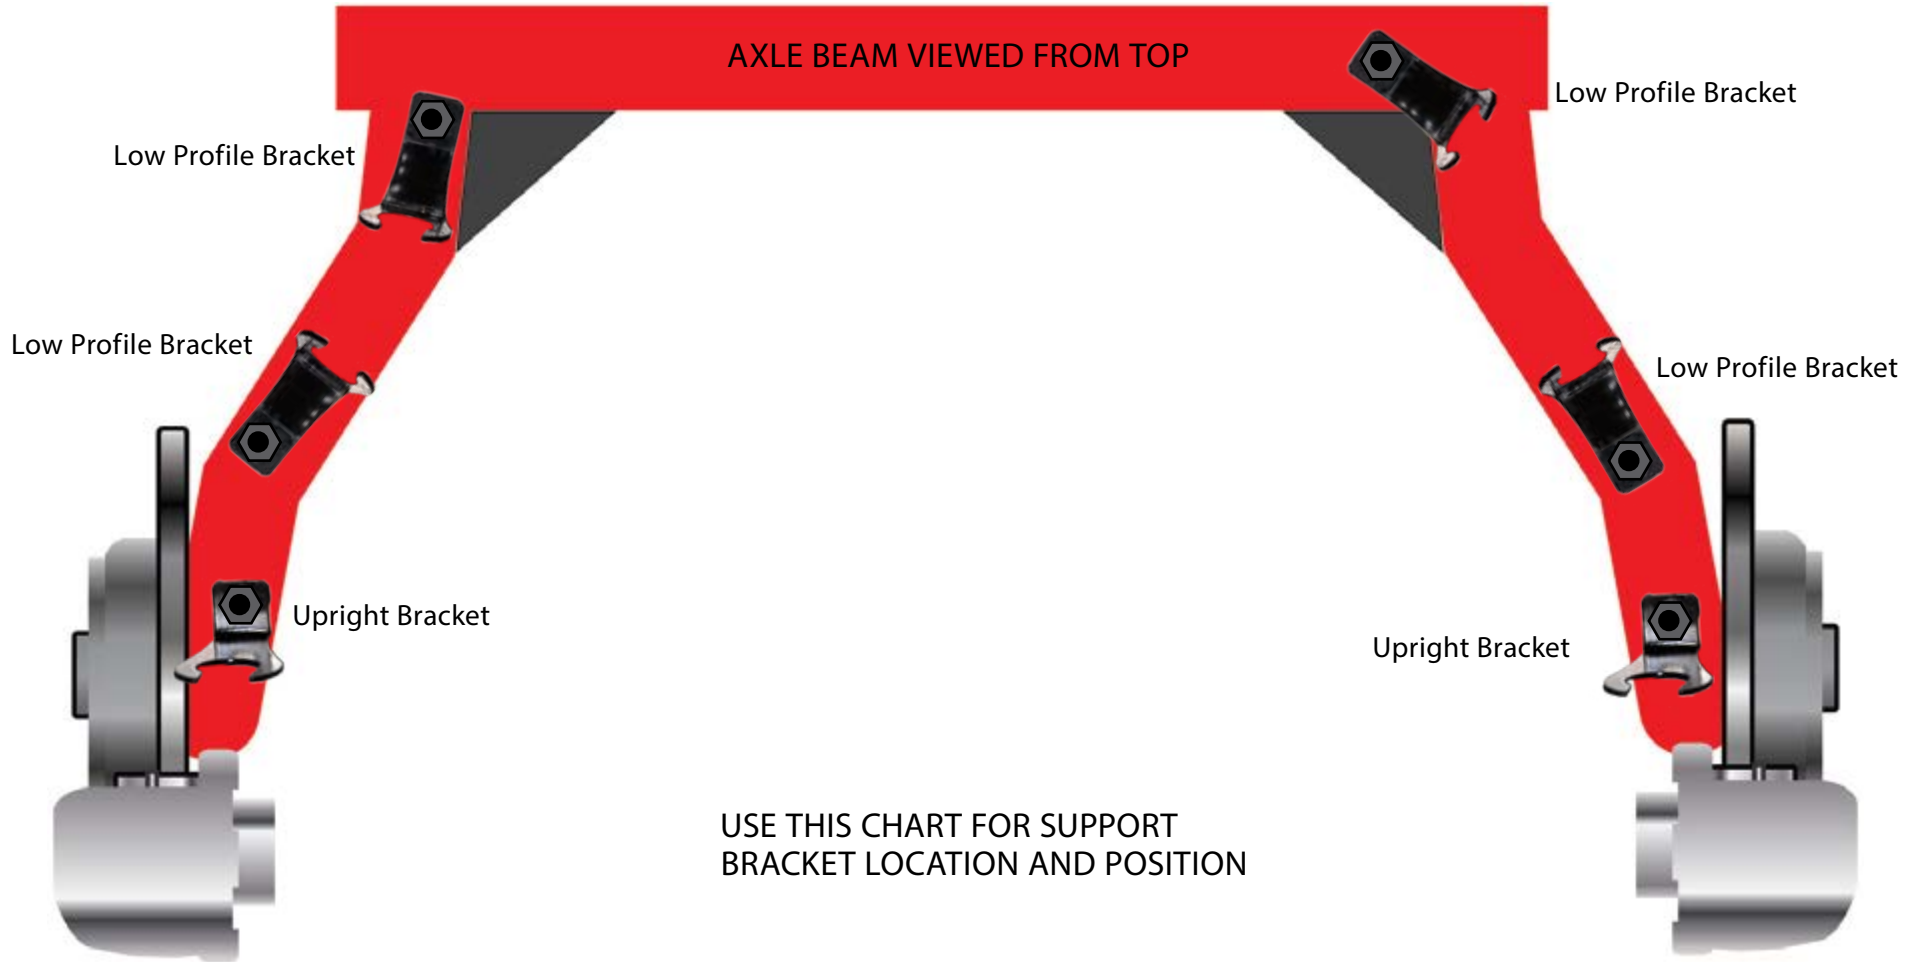 AXLE BEAM VIEWED FROM TOP
Low Profile Bracket
Low Profile Bracket
Low Profile Bracket
Low Profile Bracket
Upright Bracket
Upright Bracket
USE THIS CHART FOR SUPPORT
BRACKET LOCATION AND POSITION